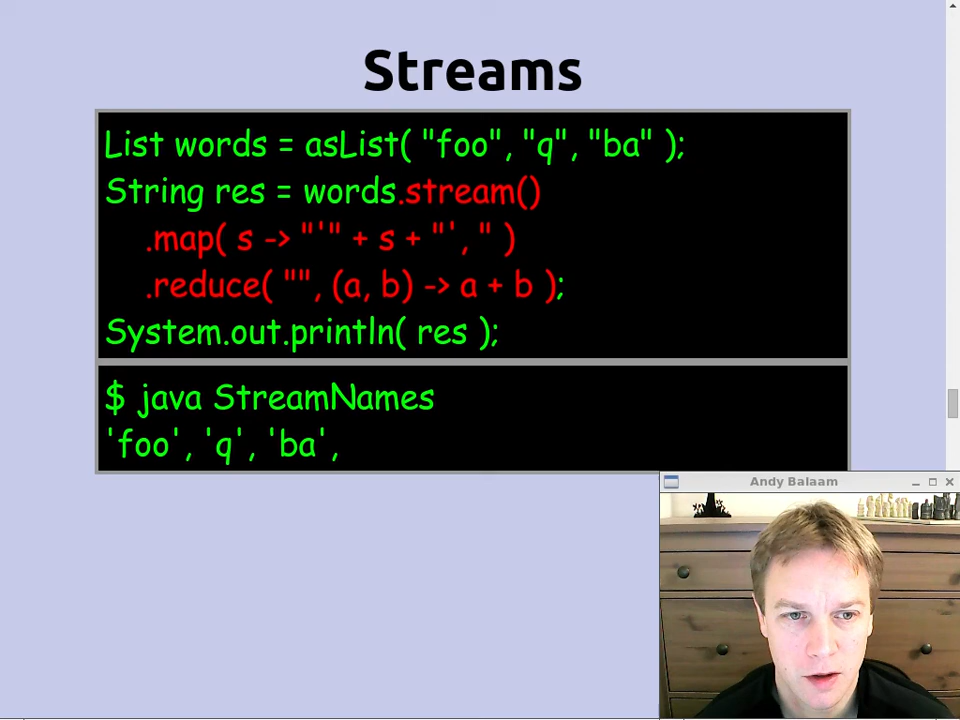 Streams
List words = asList( "foo", "q", "ba" );
String res = words.stream()
.map( s -> "'" + s + "', " )
.reduce( "", (a, b) -> a + b );
System.out.println( res );
$ java StreamNames
'foo', 'q', 'ba',
Andy Balaam